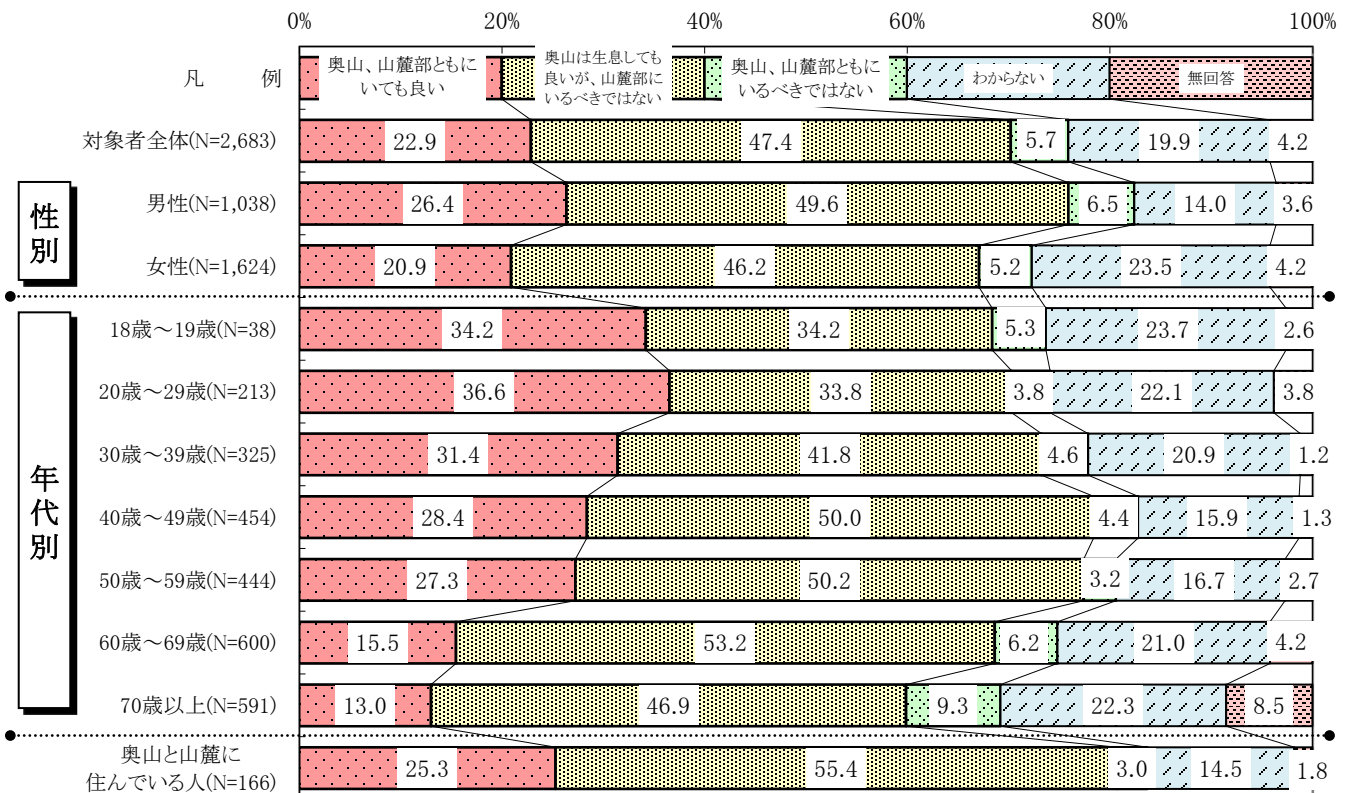 0% 20% 40% 60% 80% 100%
凡 例
奥山、山麓部ともに
いても良い
奥山は生息しても
良いが、山麓部に
いるべきではない
奥山、山麓部ともに
いるべきではない
わからない
無回答
対象者全体(N=2,683) 22.9 47.4 5.7 19.9 4.2
性別
男性(N=1,038) 26.4 49.6 6.5 14.0 3.6
女性(N=1,624) 20.9 46.2 5.2 23.5 4.2
年代別
18歳～19歳(N=38) 34.2 34.2 5.3 23.7 2.6
20歳～29歳(N=213) 36.6 33.8 3.8 22.1 3.8
30歳～39歳(N=325) 31.4 41.8 4.6 20.9 1.2
40歳～49歳(N=454) 28.4 50.0 4.4 15.9 1.3
50歳～59歳(N=444) 27.3 50.2 3.2 16.7 2.7
60歳～69歳(N=600) 15.5 53.2 6.2 21.0 4.2
70歳以上(N=591) 13.0 46.9 9.3 22.3 8.5
奥山と山麓に
住んでいる人(N=166) 25.3 55.4 3.0 14.5 1.8